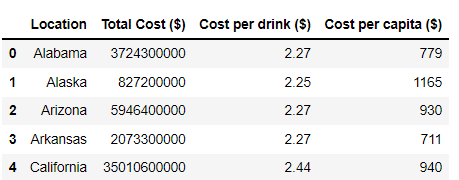 Location Total Cost ($) Cost per drink ($) Cost per capita ($)
0 Alabama 3724300000 2.27 779
1 Alaska 827200000 2.25 1165
2 Arizona 5946400000 2.27 930
3 Arkansas 2073300000 2.27 711
4 California 35010600000 2.44 940